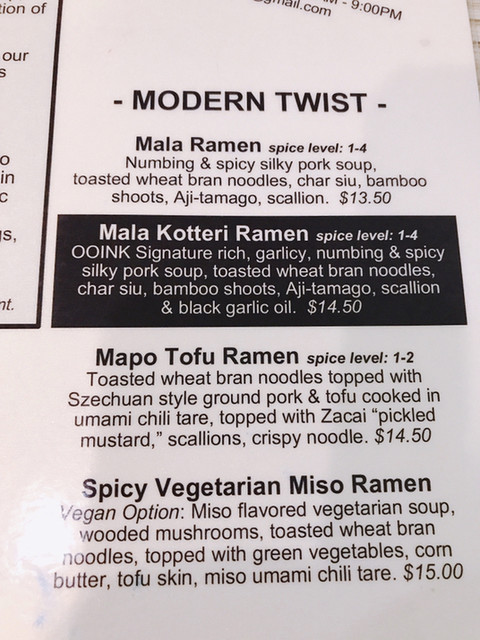 tion of
gmail.com
- 9:00PM
our
s
o
in
c
gs,
nt.
- MODERN TWIST -
Mala Ramen spice level: 1-4
Numbing & spicy silky pork soup,
toasted wheat bran noodles, char siu, bamboo
shoots, Aji-tamago, scallion. $13.50
Mala Kotteri Ramen spice level: 1-4
OOINK Signature rich, garlicy, numbing & spicy
silky pork soup, toasted wheat bran noodles,
char siu, bamboo shoots, Aji-tamago, scallion
& black garlic oil. $14.50
Mapo Tofu Ramen spice level: 1-2
Toasted wheat bran noodles topped with
Szechuan style ground pork & tofu cooked in
umami chili tare, topped with Zacai “pickled
mustard,” scallions, crispy noodle. $14.50
Spicy Vegetarian Miso Ramen
Vegan Option: Miso flavored vegetarian soup,
wooded mushrooms, toasted wheat bran
noodles, topped with green vegetables, corn
butter, tofu skin, miso umami chili tare. $15.00